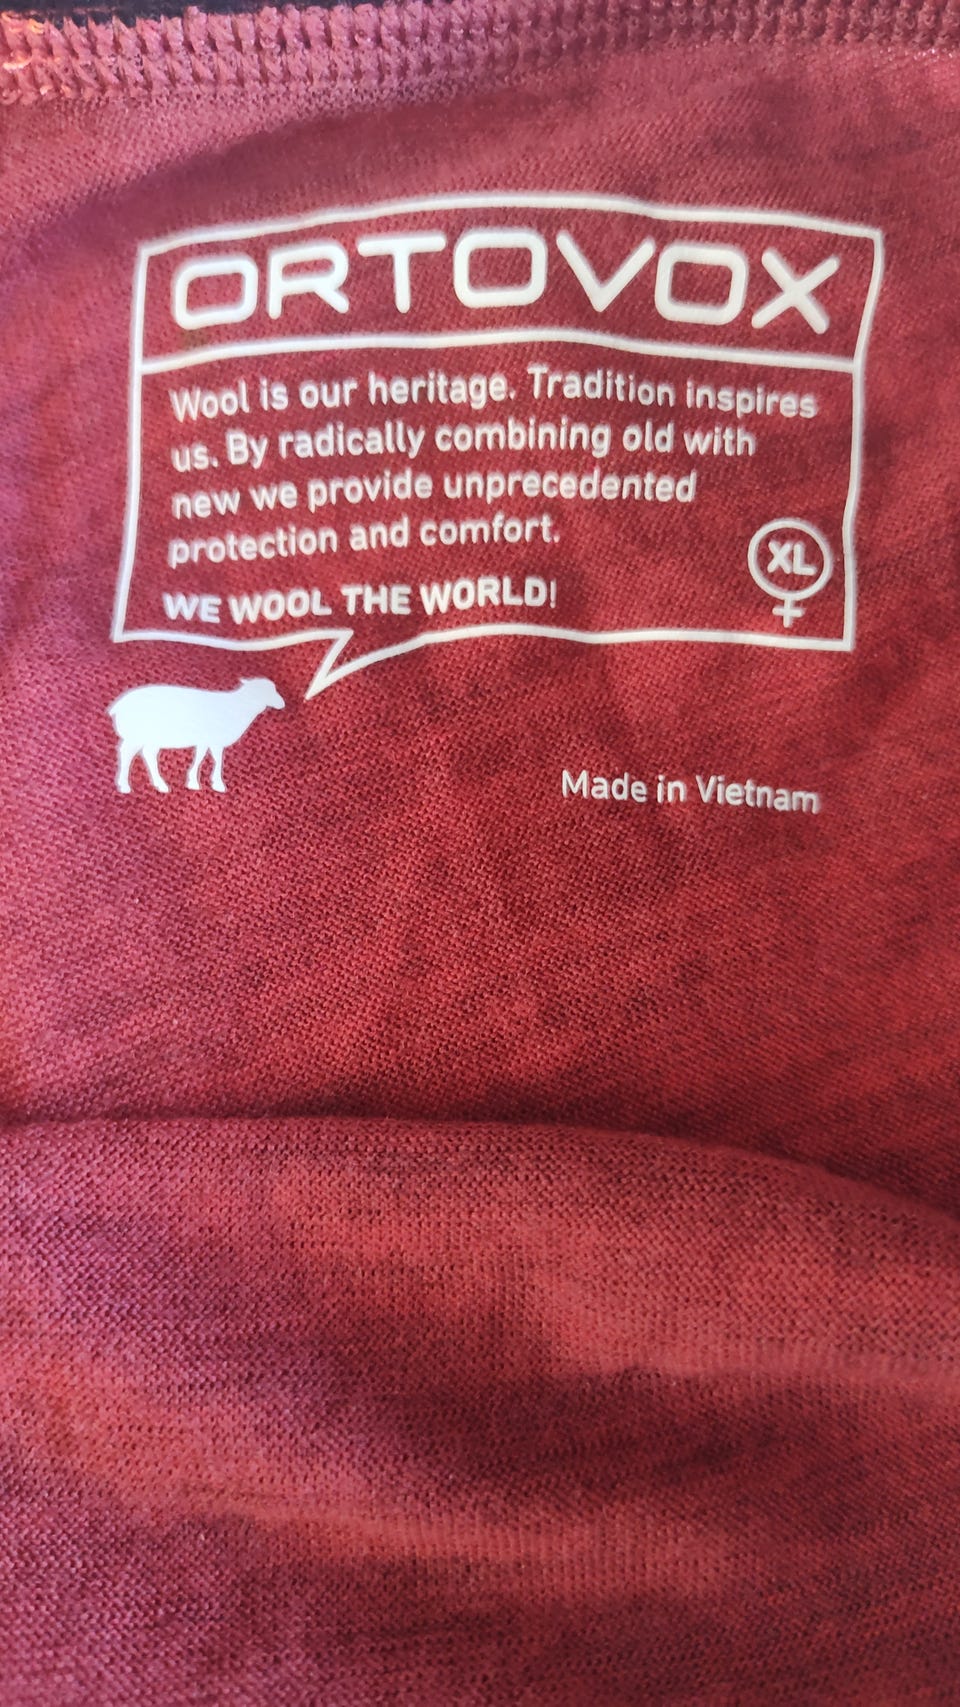 ORTOVOX
Wool is our heritage. Tradition inspires
us. By radically combining old with
new we provide unprecedented
protection and comfort.
WE WOOL THE WORLD!
XL
Made in Vietnam